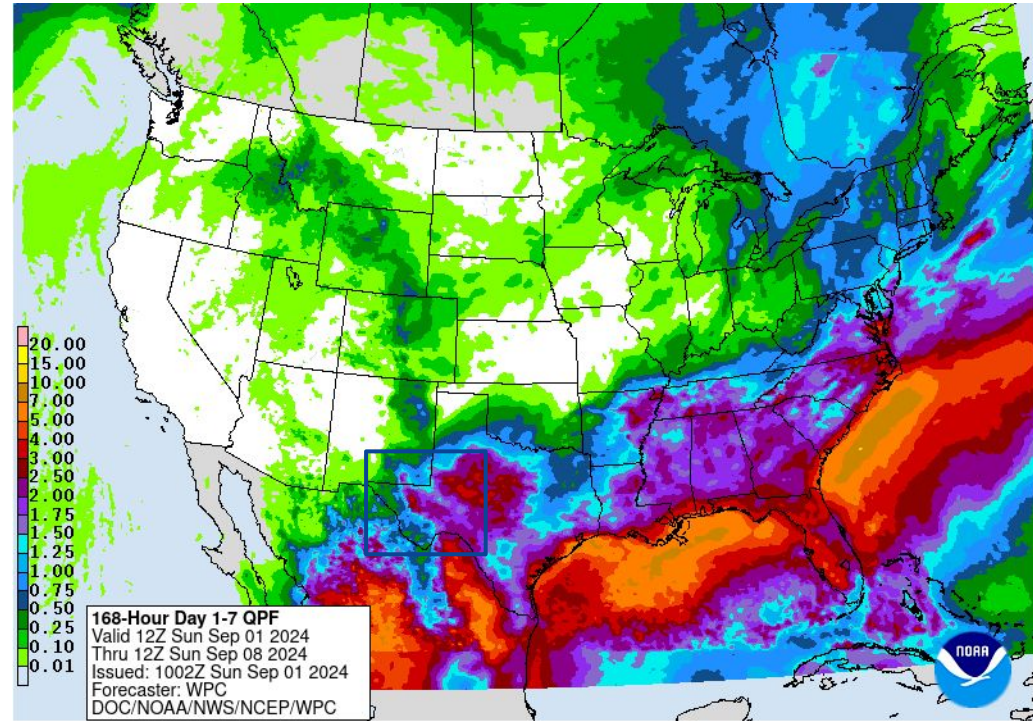 20.00
15.00
10.00
7.00
5.00
4.00
3.00
2.50
2.00
1.75
1.50
1.25
1.00
0.75
0.50
0.25
0.10
0.01
168-Hour Day 1-7 QPF
Valid 12Z Sun Sep 01 2024
Thru 12Z Sun Sep 08 2024
Issued: 1002Z Sun Sep 01 2024
Forecaster: WPC
DOC/NOAA/NWS/NCEP/WPC
NOAA